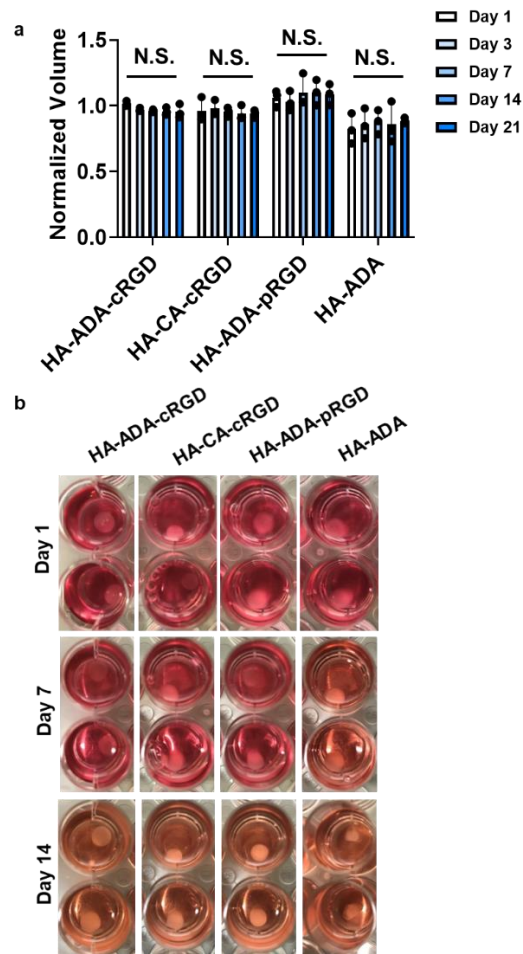 a
Normalized Volume
1.5
1.0
0.5
0.0
N.S.
N.S.
N.S.
N.S.
HA-ADA-cRGD
HA-CA-cRGD
HA-ADA-pRGD
HA-ADA
Day 1
Day 3
Day 7
Day 14
Day 21
b
HA-ADA-cRGD
HA-CA-cRGD
HA-ADA-pRGD
HA-ADA
Day 1
Day 7
Day 14